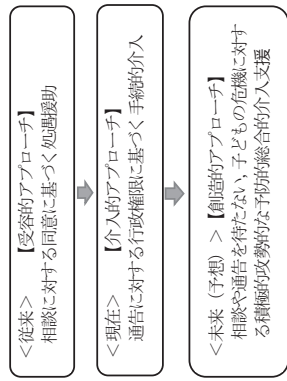 <従来> 【受容的アプローチ】
相談に対する同意に基づく処遇援助
<現在> 【介入的アプローチ】
通告に対する行政権限に基づく手続的介入
<未来(予想)> 【創造的アプローチ】
相談や通告を待たない、子どもの危機に対す
る積極的攻勢的な予防的総合的介入支援